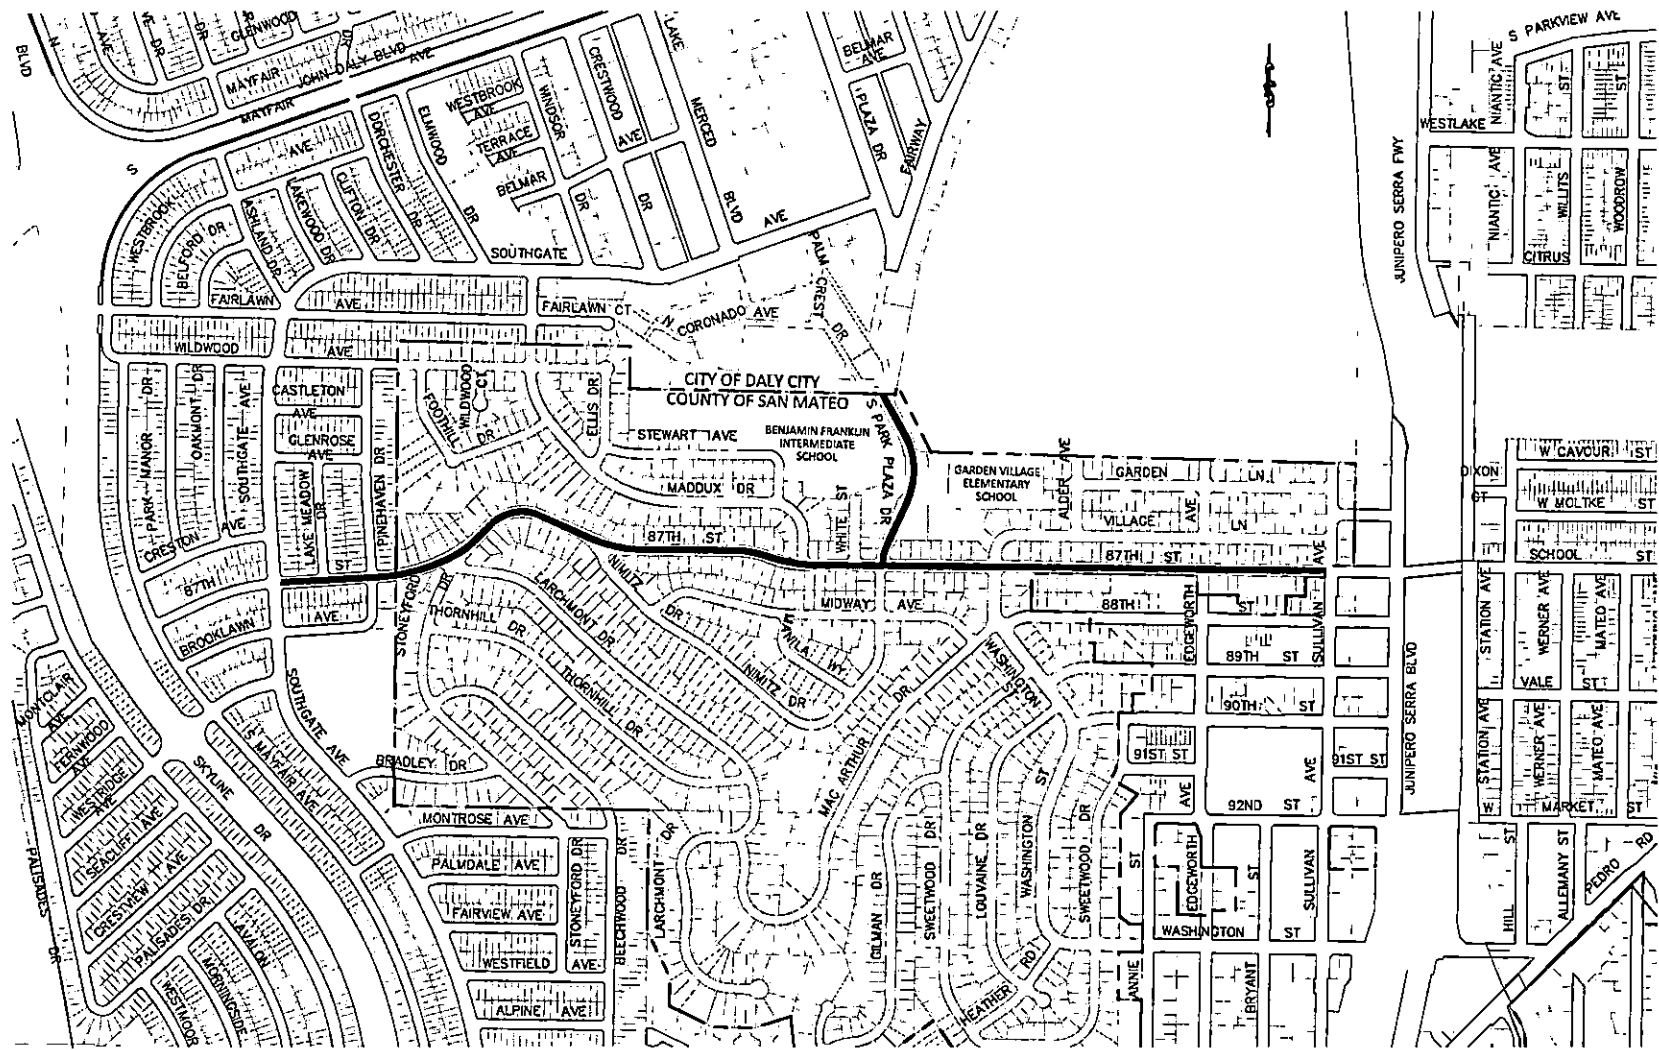 BLVD
N
AVE
DR
DR
GLENWOOD
DR
MAYFAIR
JOHN DALY BLVD
AVE
MAYFAIR
S
LAKE
MERCED
BLVD
BELMAR
AVE
PLAZA DR
FAIRWAY
S PARKVIEW AVE
NIANTIC AVE
ST
ST
WESTLAKE
JUNIPERO SERRA FWY
NIANTIC AVE
WILLITS
WOODROW
CITRUS
WESTBROOK
AVE
TERRACE
AVE
BELMAR
WINDSOR
DR
CRESTWOOD
AVE
DR
ELMWOOD
DR
DORCHESTER
DR
AVE
CLIFTON DR
LAKEWOOD DR
ASHLAND DR
WESTBROOK
BELFORD DR
SOUTHGATE
AVE
FAIRLAWN
AVE
FAIRLAWN CT
N CORONADO AVE
PALM CREST DR
WILDWOOD
AVE
CITY OF DALY CITY
COUNTY OF SAN MATEO
S PARK PLAZA DR
BENJAMIN FRANKLIN
INTERMEDIATE
SCHOOL
GARDEN VILLAGE
ELEMENTARY
SCHOOL
PARK MANOR DR
OAKMONT DR
SOUTHGATE AVE
CASTLETON
AVE
GLENROSE
AVE
LAKE MEADOW
DR
PINEHAVEN DR
FOOTHILL DR
WILDWOOD
CT
ELLIS DR
STEWART AVE
MADDUX DR
WHITE ST
ALDER AVE
GARDEN
LN
VILLAGE
AVE
LN
87TH ST
87TH ST
CRESTON AVE
87TH
ST
BROOKLAWN
AVE
STONEYFORD
DR
THORNHILL DR
LARCHMONT DR
NIMITZ
DR
NIMITZ DR
MANILA WY
MIDWAY AVE
88TH
ST
EDGEWORTH
SULLIVAN
AVE
89TH ST
90TH ST
91ST ST
91ST ST
92ND ST
AVE
AVE
W CAVOUR ST
DIXON
CT
W MOLTKE ST
SCHOOL ST
STATION AVE
WERNER AVE
MATEO AVE
VALE ST
STATION AVE
WERNER AVE
MATEO AVE
W MARKET ST
JUNIPERO SERRA BLVD
HILL ST
ALLEMANY ST
PEDRO RD
THORNHILL DR
MAC ARTHUR DR
WASHINGTON
ST
SOUTHGATE AVE
S MAYFAIR AVE
SKYLINE DR
BRADLEY DR
MONTCLAIR
AVE
FERNWOOD
AVE
WESTRIDGE
AVE
SEACLIFF AVE
CRESTVIEW AVE
PALISADES DR
PALISADES DR
AVALON
MORNINGSIDE
WESTMOOR
MONTROSE AVE
PALMDALE AVE
FAIRVIEW AVE
WESTFIELD AVE
ALPINE AVE
STONEYFORD DR
BEECHWOOD DR
LARCHMONT DR
GILMAN DR
SWEETWOOD DR
LOUVAINE DR
WASHINGTON ST
SWEETWOOD DR
HEATHER RD
ANNIE ST
EDGEWORTH
ST
SULLIVAN
WASHINGTON ST
BRYANT